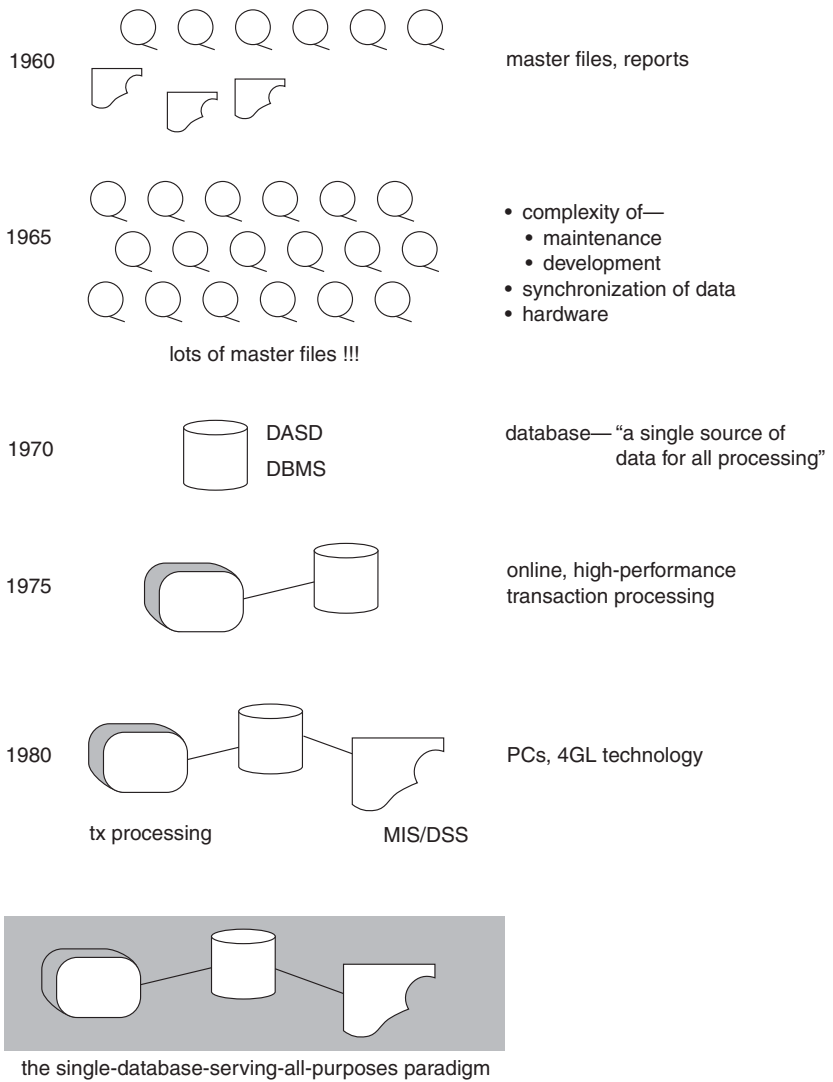 1960
master files, reports
1965
• complexity of—
• maintenance
• development
• synchronization of data
• hardware
lots of master files !!!
1970
DASD
DBMS
database— “a single source of
data for all processing”
1975
online, high-performance
transaction processing
1980
PCs, 4GL technology
tx processing
MIS/DSS
the single-database-serving-all-purposes paradigm